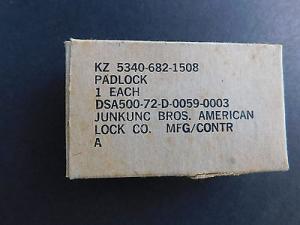 KZ 5340-682-1508
PADLOCK
1 EACH
DSA500-72-D-0059-0003
JUNKUNC BROS. AMERICAN
LOCK CO. MFG/CONTR
A